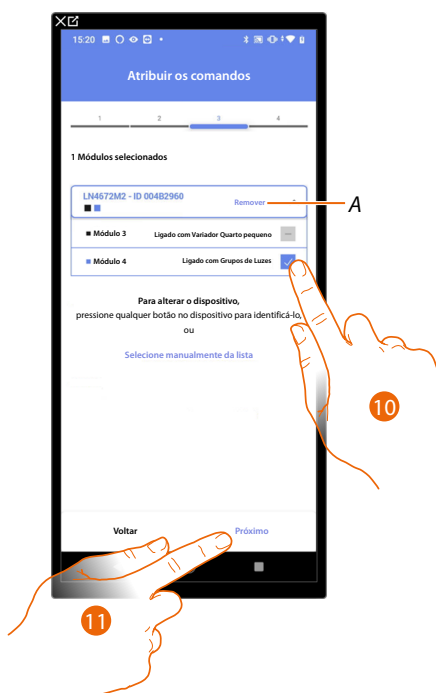 15:20
Atribuir os comandos
1 2 3 4
1 Módulos selecionados
LN4672M2 - ID 004B2960
Remover
A
Módulo 3 Ligado com Variador Quarto pequeno
Módulo 4 Ligado com Grupos de Luzes
Para alterar o dispositivo,
pressione qualquer botão no dispositivo para identificá-lo,
ou
Selecione manualmente da lista
10
Voltar Próximo
11